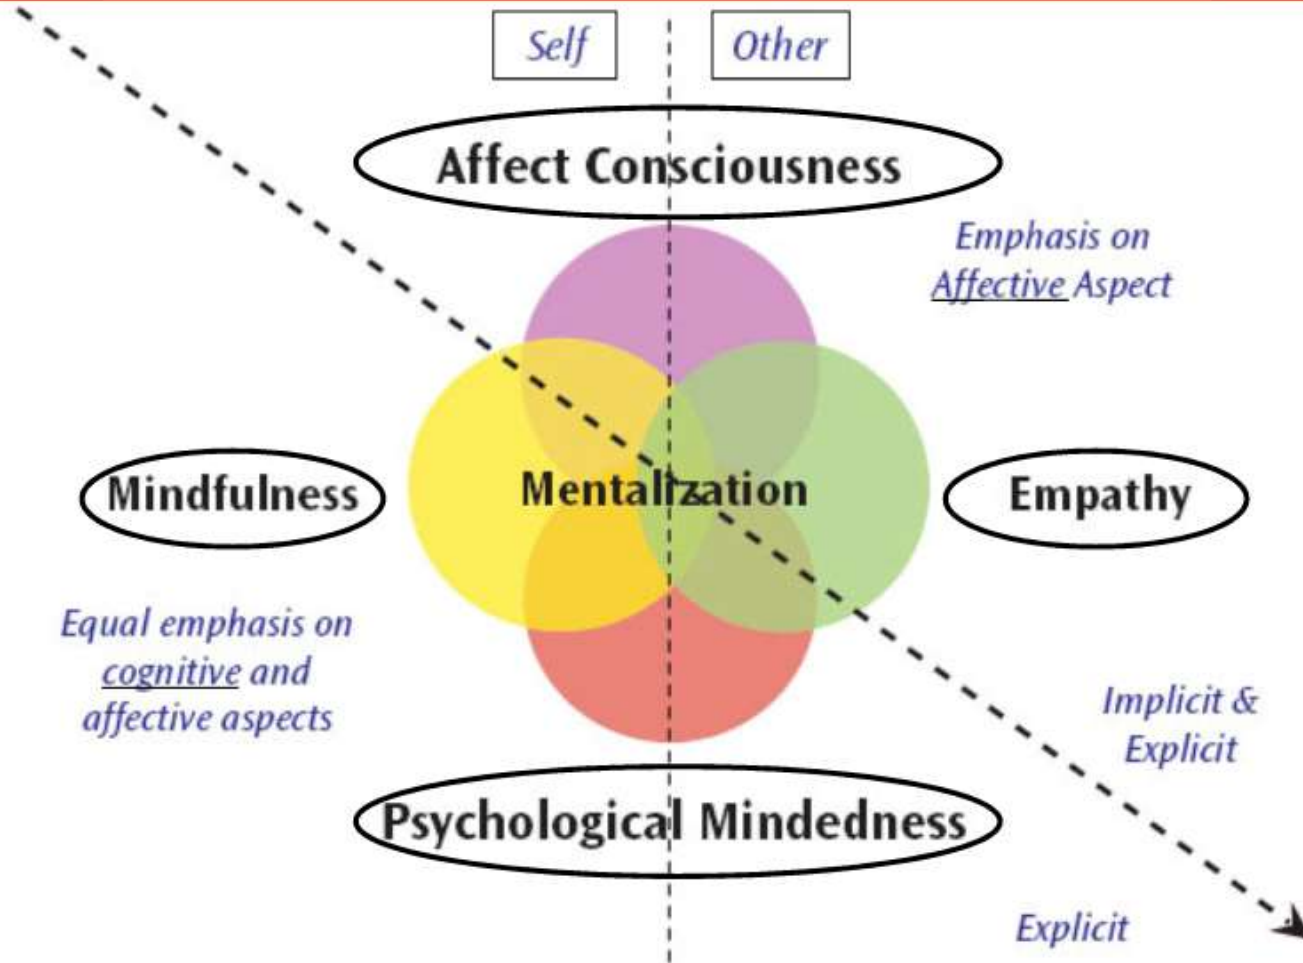 Self
Other
Affect Consciousness
Emphasis on
Affective Aspect
Mindfulness
Mentalization
Empathy
Equal emphasis on
cognitive and
affective aspects
Implicit &
Explicit
Psychological Mindedness
Explicit